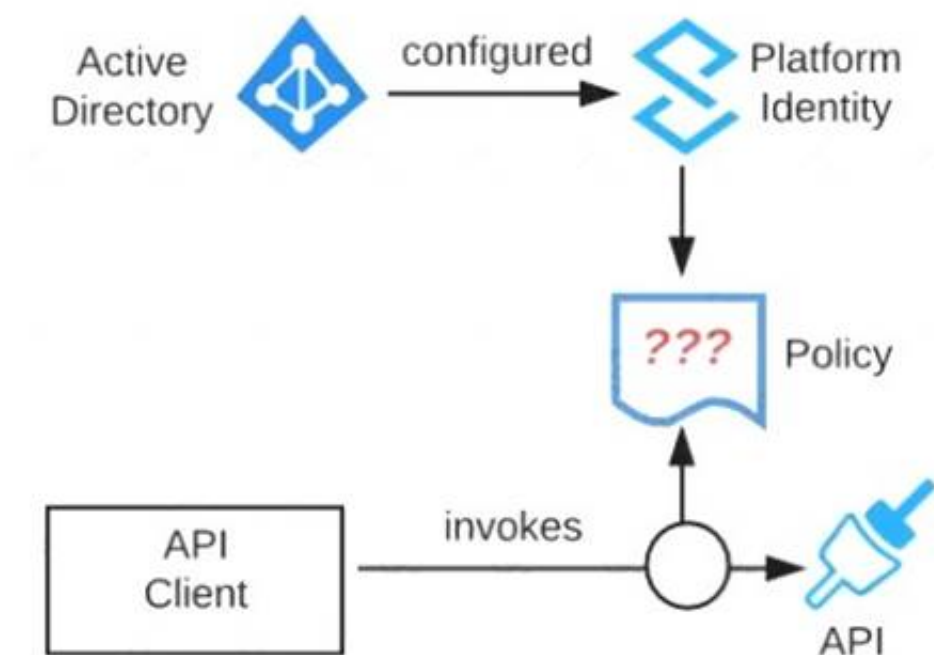 Active
Directory
configured
Platform
Identity
???
Policy
API
Client
invokes
API